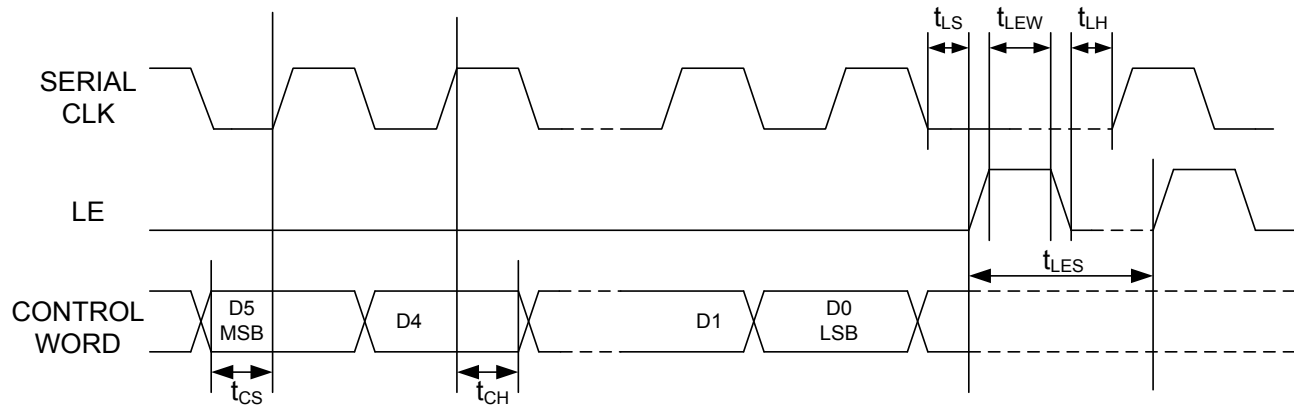 tLS
tLEW
tLH
SERIAL
CLK
LE
tLES
CONTROL
WORD
D5
MSB
D4
D1
D0
LSB
tCS
tCH